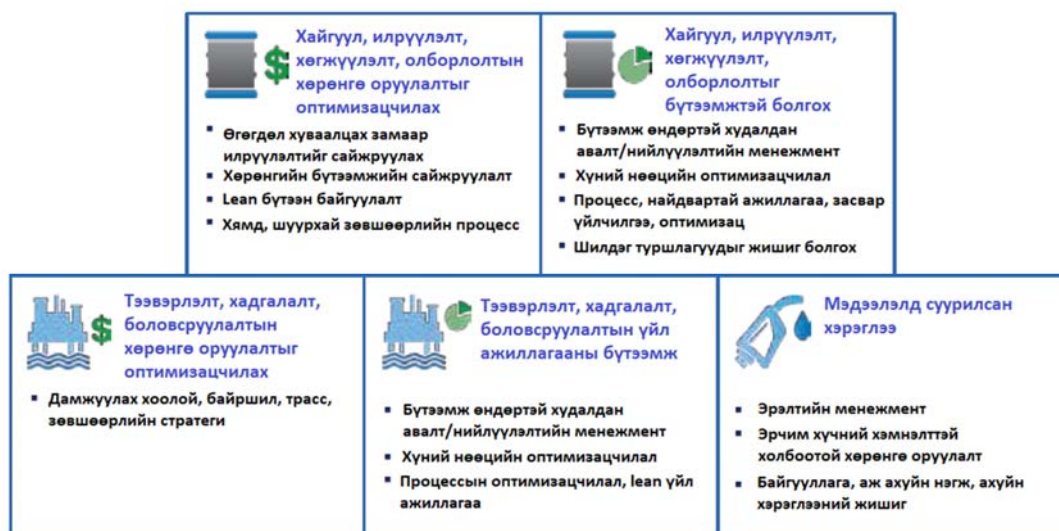 Хайгуул, илрүүлэлт,
хөгжүүлэлт, олборлолтын
хөрөнгө оруулалтыг
оптимизацчилах
▪ Өгөгдөл хуваалцах замаар
илрүүлэлтийг сайжруулах
▪ Хөрөнгийн бүтээмжийн сайжруулалт
▪ Lean бүтээн байгуулалт
▪ Хямд, шуурхай зөвшөөрлийн процесс
Хайгуул, илрүүлэлт,
хөгжүүлэлт,
олборлолтыг
бүтээмжтэй болгох
▪ Бүтээмж өндөртэй худалдан
авалт/нийлүүлэлтийн менежмент
▪ Хүний нөөцийн оптимизацчилал
▪ Процесс, найдвартай ажиллагаа, засвар
үйлчилгээ, оптимизац
▪ Шилдэг туршлагуудыг жишиг болгох
Тээвэрлэлт, хадгалалт,
боловсруулалтын
хөрөнгө оруулалтыг
оптимизацчилах
▪ Дамжуулах хоолой, байршил, трасс,
зөвшөөрлийн стратеги
Тээвэрлэлт, хадгалалт,
боловсруулалтын үйл
ажиллагааны бүтээмж
▪ Бүтээмж өндөртэй худалдан
авалт/нийлүүлэлтийн менежмент
▪ Хүний нөөцийн оптимизацчилал
▪ Процессын оптимизацчилал, lean үйл
ажиллагаа
Мэдээлэлд суурилсан
хэрэглээ
▪ Эрэлтийн менежмент
▪ Эрчим хүчний хэмнэлттэй
холбоотой хөрөнгө оруулалт
▪ Байгууллага, аж ахуйн нэгж, ахуйн
хэрэглээний жишиг